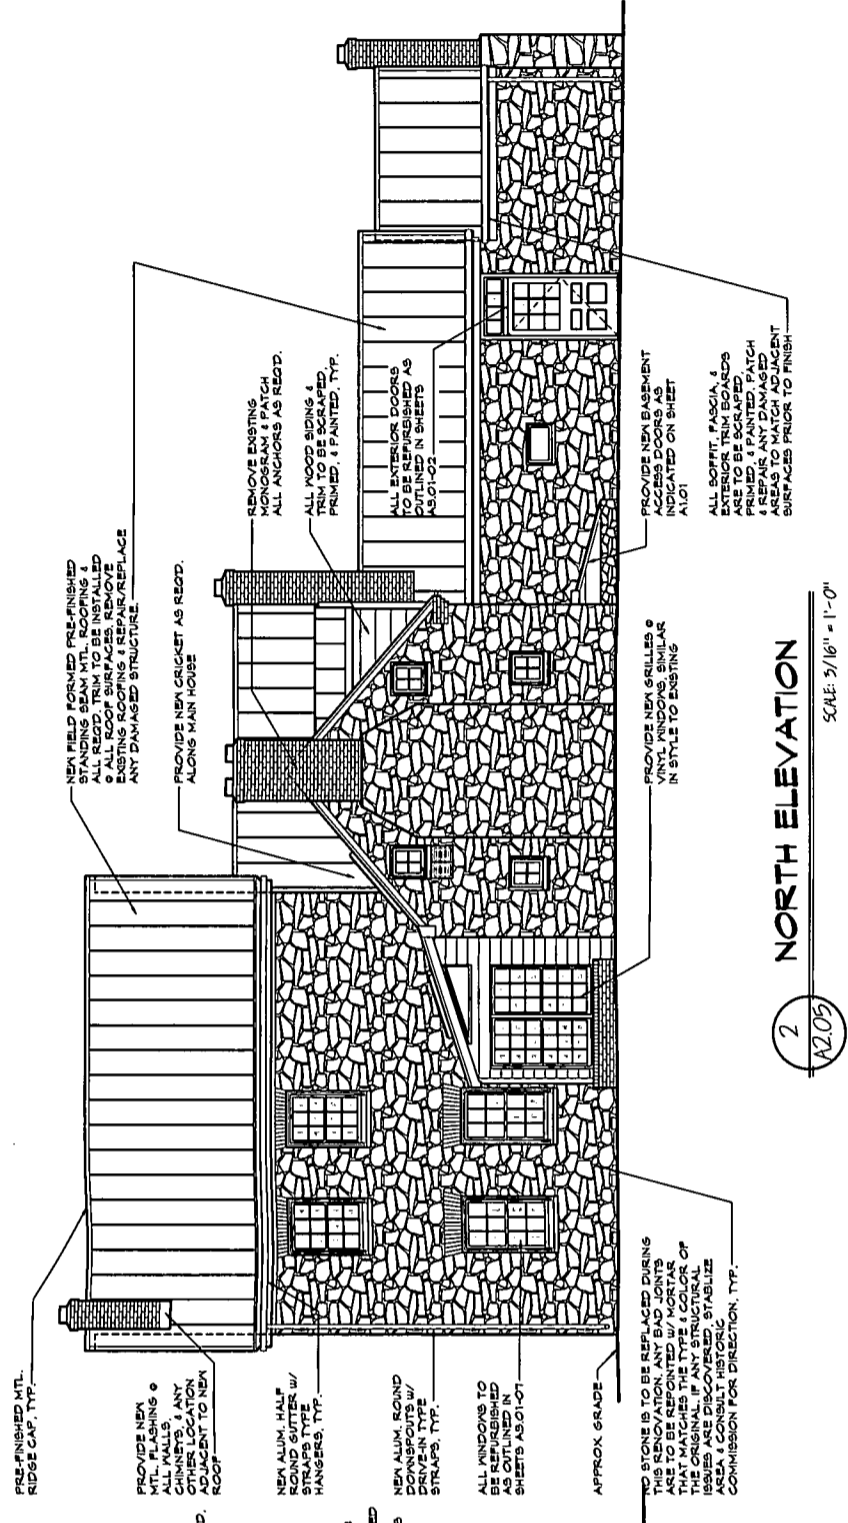 PRE-FINISHED MTL.
RIDGE CAP, TYP.
PROVIDE NEW
MTL. FLASHING @
ALL WALLS,
CHIMNEYS, & ANY
OTHER LOCATION
ADJACENT TO NEW
ROOF
NEW ALUM. HALF
ROUND GUTTER W/
STRAPS TYPE
HANGERS, TYP.
NEW ALUM. ROUND
DOWNSPOUTS W/
DRIVE-IN TYPE
STRAPS, TYP.
ALL WINDOWS TO
BE REFURBISHED
AS OUTLINED IN
SHEETS A5.01-07
APPROX GRADE
NO STONE IS TO BE REPLACED DURING
THIS RENOVATION. ANY BAD JOINTS
ARE TO BE REPOINTED W/ MORTAR
THAT MATCHES THE TYPE & COLOR OF
THE ORIGINAL. IF ANY STRUCTURAL
ISSUES ARE DISCOVERED, STABLIZE
AREA & CONSULT HISTORIC
COMMISSION FOR DIRECTION, TYP.
NEW FIELD FORMED PRE-FINISHED
STANDING SEAM MTL. ROOFING &
ALL REQ'D. TRIM TO BE INSTALLED
@ ALL ROOF SURFACES. REMOVE
EXISTING ROOFING & REPAIR/REPLACE
ANY DAMAGED STRUCTURE.
PROVIDE NEW CRICKET AS REQ'D.
ALONG MAIN HOUSE
REMOVE EXISTING
MONOGRAM & PATCH
ALL ANCHORS AS REQ'D.
ALL WOOD SIDING &
TRIM TO BE SCRAPED,
PRIMED, & PAINTED, TYP.
ALL EXTERIOR DOORS
TO BE REFURBISHED AS
OUTLINED IN SHEETS
A5.01-02
PROVIDE NEW GRILLES @
VINYL WINDOWS, SIMILAR
IN STYLE TO EXISTING
PROVIDE NEW BASEMENT
ACCESS DOORS AS
INDICATED ON SHEET
A1.01
ALL SOFFIT, FASCIA, &
EXTERIOR TRIM BOARDS
ARE TO BE SCRAPED,
PRIMED, & PAINTED. PATCH
& REPAIR ANY DAMAGED
AREAS TO MATCH ADJACENT
SURFACES PRIOR TO FINISH
2
A2.05
NORTH ELEVATION
SCALE: 3/16" = 1'-0"